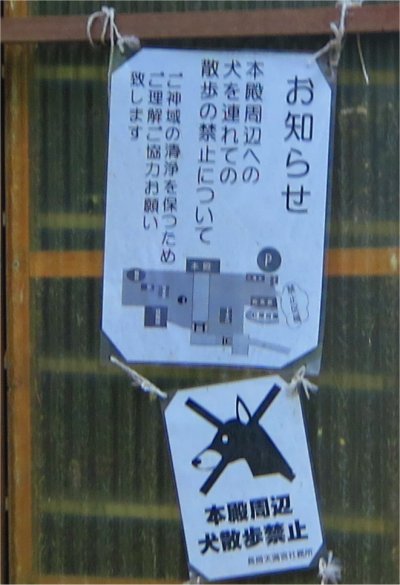 お知らせ
本殿周辺への
犬を連れての
散歩の禁止について
ご神域の清浄を保つため
ご理解ご協力お願い
致します
本殿
P
本殿周辺
犬散歩禁止